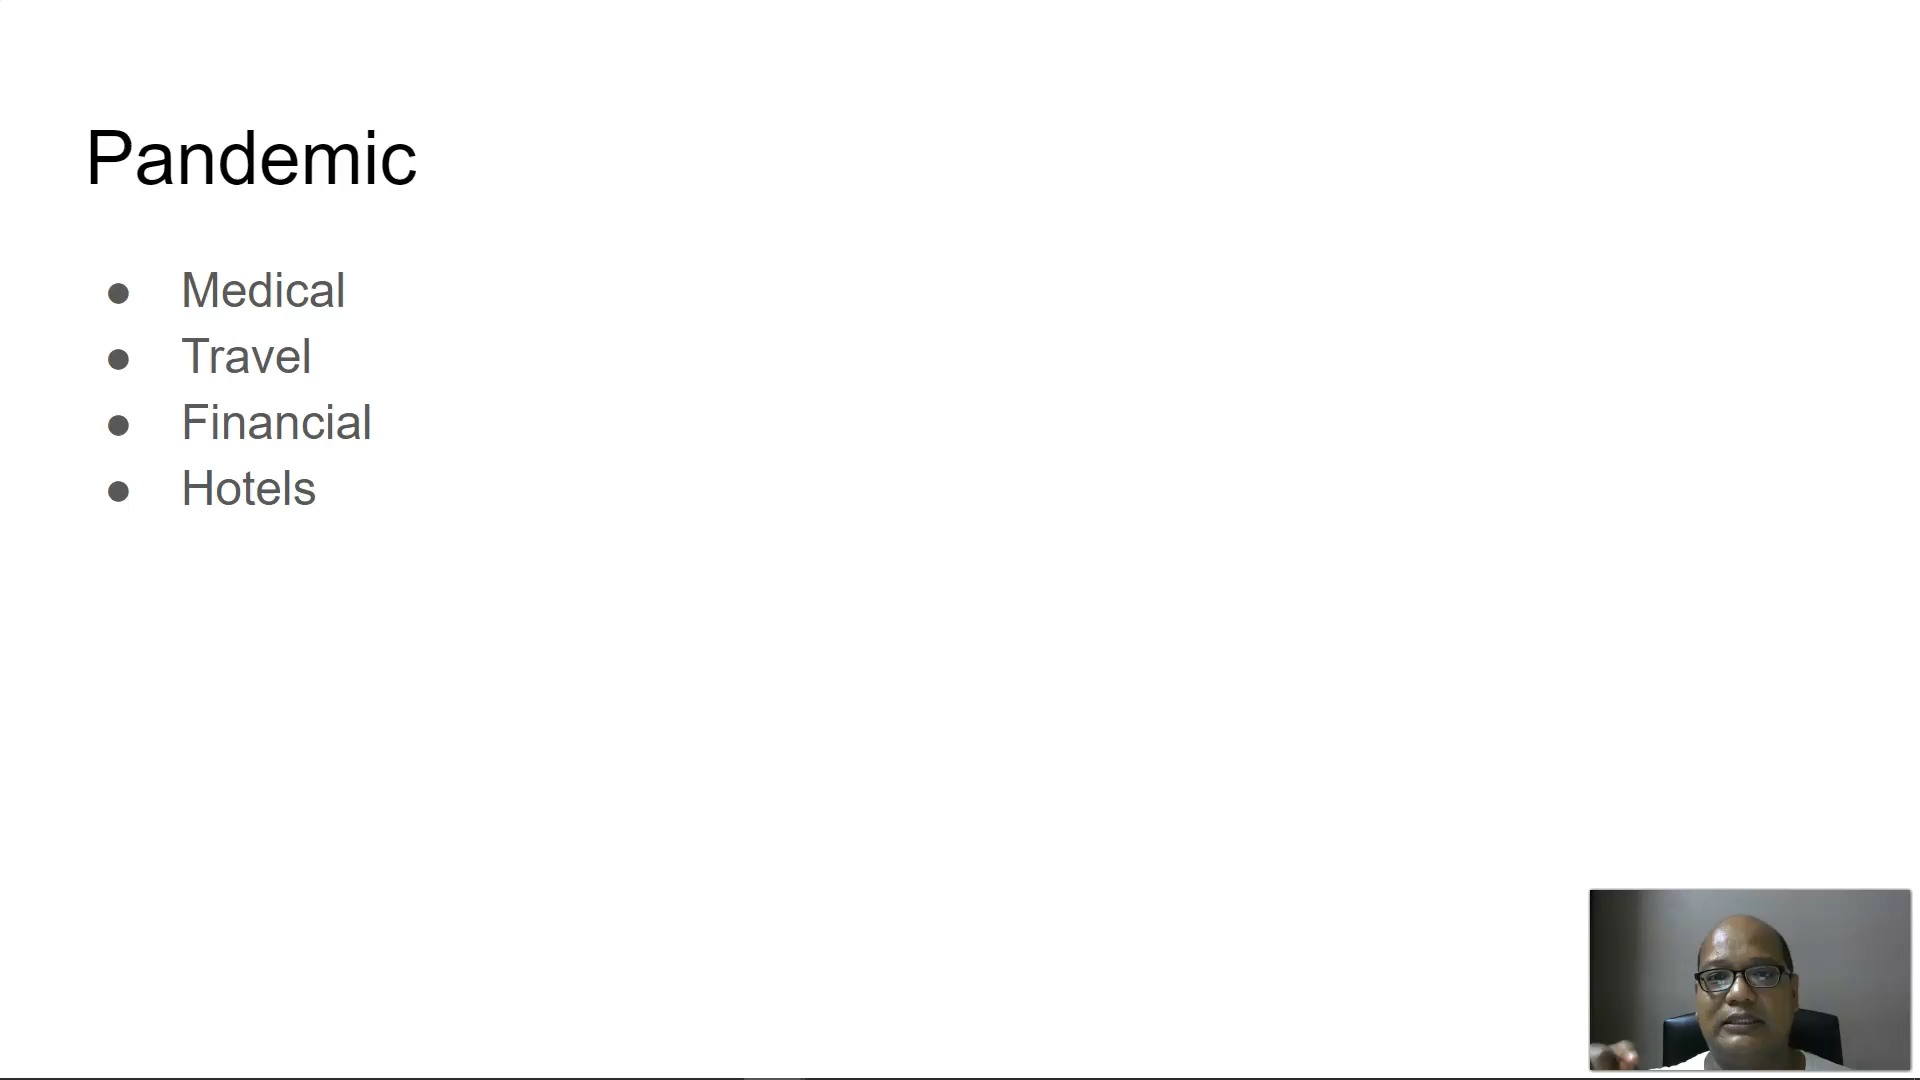 Pandemic
● Medical
● Travel
● Financial
● Hotels